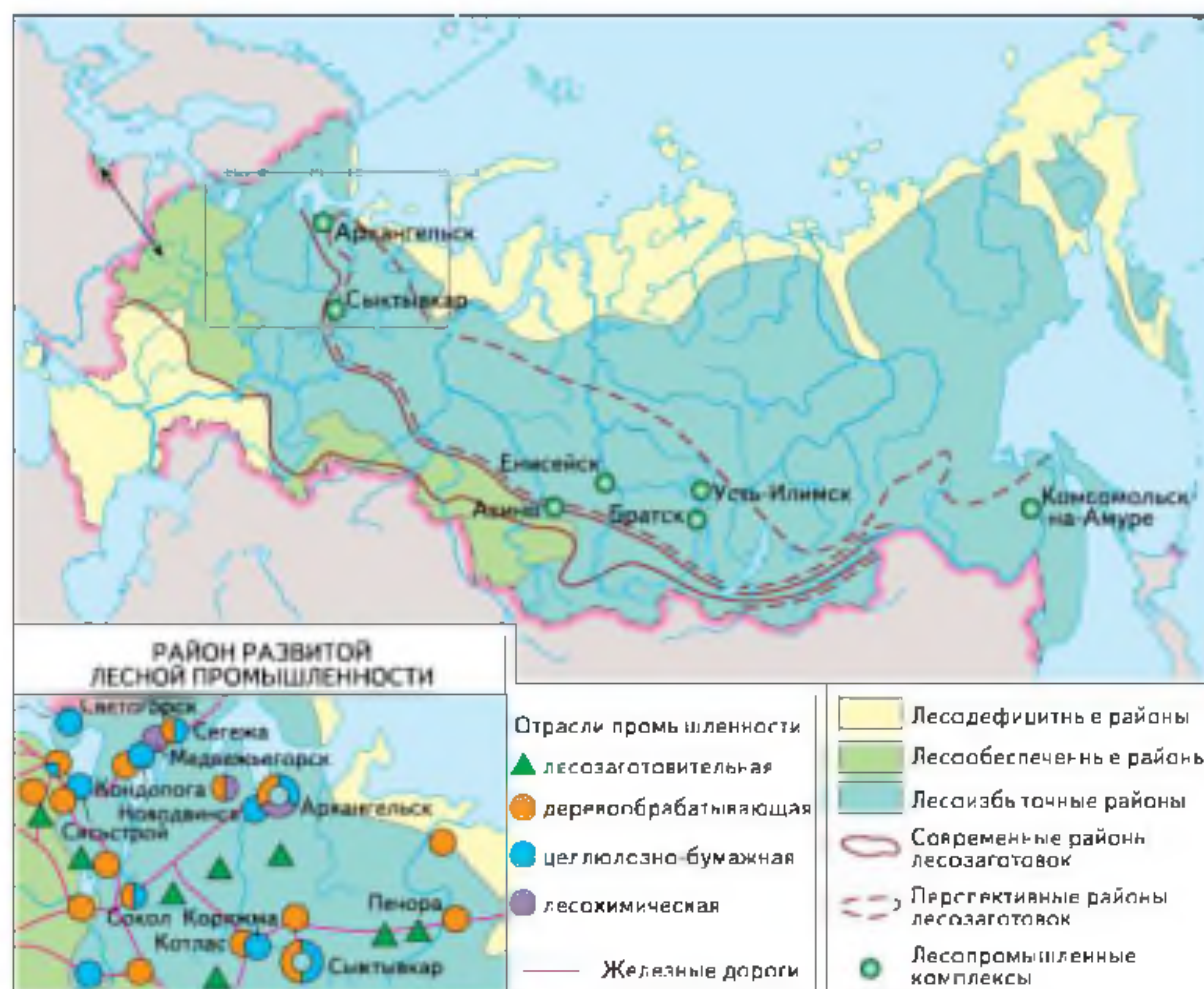 Архангельск
Сыктывкар
Енисейск
Усть-Илимск
Братск
Комсомольск
на-Амуре
РАЙОН РАЗВИТОЙ
ЛЕСНОЙ ПРОМЫШЛЕННОСТИ
Светогорск
Сегежа
Медвежьегорск
Кондопога
Новодвинск
Архангельск
Сясьстрой
Печора
Сокол
Коряжма
Котлас
Сыктывкар
Отрасли промышленности
лесозаготовительная
деревообрабатывающая
целлюлозно-бумажная
лесохимическая
Железные дороги
Лесодефицитные районы
Лесообеспеченные районы
Лесоизбыточные районы
Современные районы
лесозаготовок
Перспективные районы
лесозаготовок
Лесопромышленные
комплексы